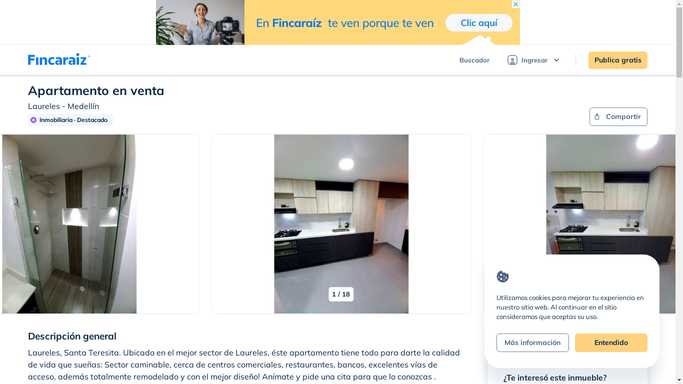 En Fincaraíz te ven porque te ven
Clic aquí
Fincaraíz
Buscador
Ingresar
Publica gratis
Apartamento en venta
Laureles - Medellín
Inmobiliaria · Destacado
Compartir
1 / 18
Utilizamos cookies para mejorar tu experiencia en
nuestro sitio web. Al continuar en el sitio
consideramos que aceptas su uso.
Más información
Entendido
Descripción general
Laureles, Santa Teresita. Ubicada en el mejor sector de Laureles, éste apartamento tiene todo para darte la calidad
de vida que sueñas: Sector caminable, cerca de centros comerciales, restaurantes, bancos, excelentes vías de
acceso, además totalmente remodelado y con el mejor diseño! Anímate y pide una cita para que la conozcas .
¿Te interesó este inmueble?